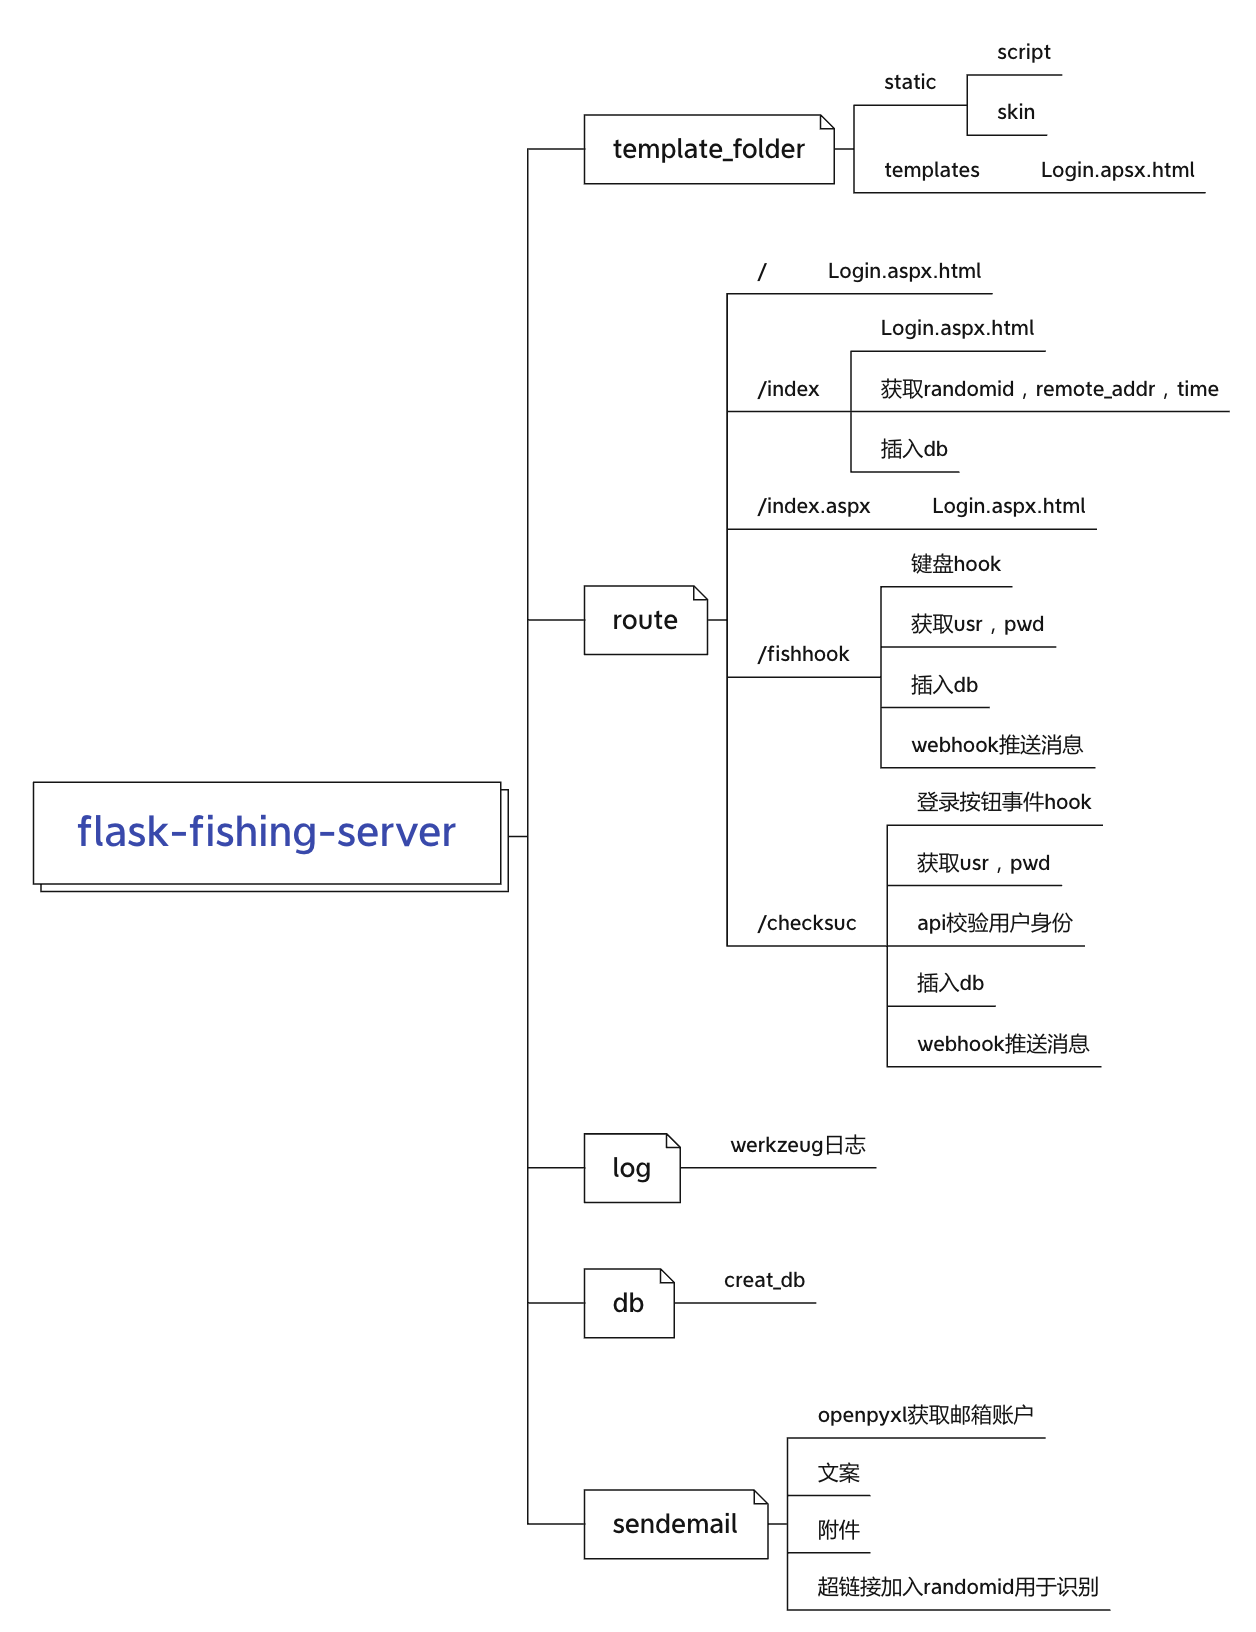 flask-fishing-server
template_folder
static
script
skin
templates
Login.apsx.html
route
/
Login.aspx.html
/index
Login.aspx.html
获取randomid，remote_addr，time
插入db
/index.aspx
Login.aspx.html
/fishhook
键盘hook
获取usr，pwd
插入db
webhook推送消息
/checksuc
登录按钮事件hook
获取usr，pwd
api校验用户身份
插入db
webhook推送消息
log
werkzeug日志
db
creat_db
sendemail
openpyxl获取邮箱账户
文案
附件
超链接加入randomid用于识别